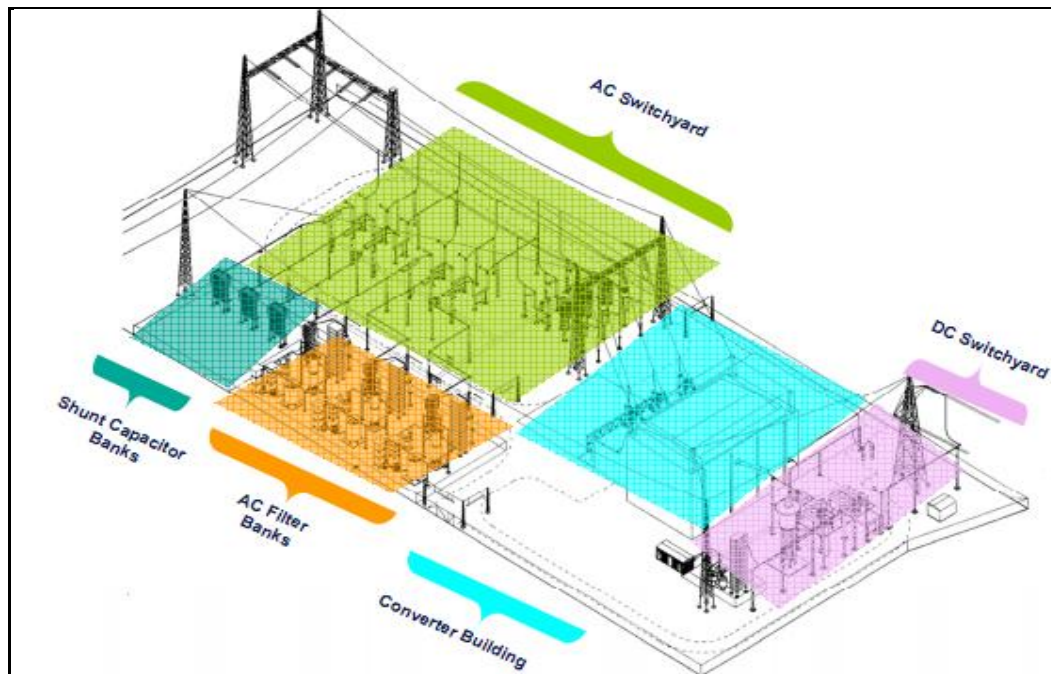 AC Switchyard
DC Switchyard
Shunt Capacitor
Banks
AC Filter
Banks
Converter Building